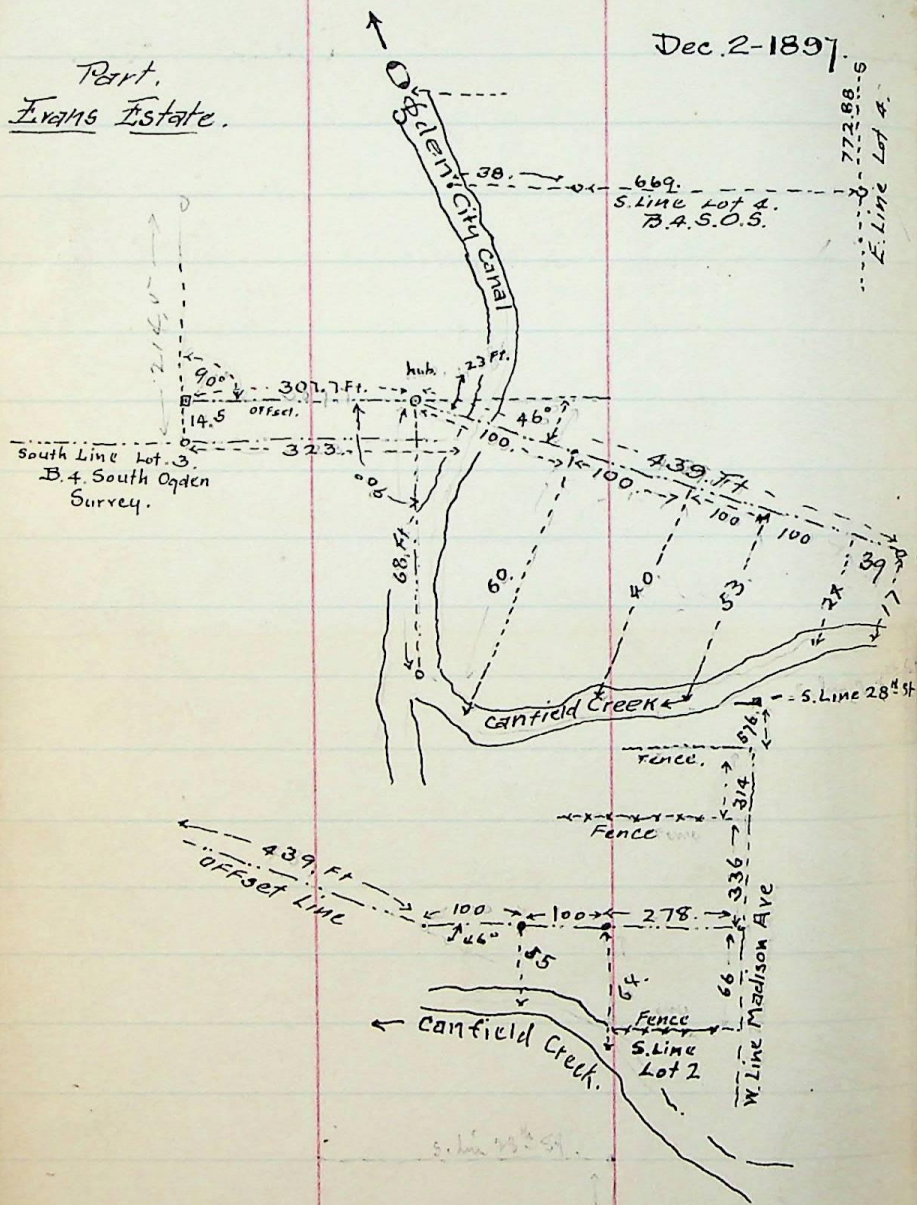 Dec. 2-1897.
Part.
Evans Estate.
Ogden City Canal
772.88
S
E. Line Lot 4.
38.
669.
S. Line Lot 4.
B.4.S.O.S.
90°
307.7 Ft.
offset.
hub.
23 Ft.
46°
14.5
323.
South Line Lot 3.
B.4. South Ogden
Survey.
90°
68. Ft
100.
439. Ft
100
100
100
39
60.
40.
53
24
17
Canfield Creek
S. Line 28th St
Fence.
314
Fence
336
439. Ft
Offset Line
100
100
278.
46°
55
64.
66
W. Line Madison Ave
Fence
S. Line
Lot 2
Canfield Creek.